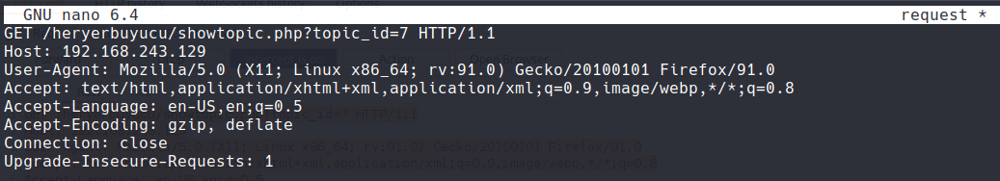 GNU nano 6.4 request *
GET /heryerbuyucu/showtopic.php?topic_id=7 HTTP/1.1
Host: 192.168.243.129
User-Agent: Mozilla/5.0 (X11; Linux x86_64; rv:91.0) Gecko/20100101 Firefox/91.0
Accept: text/html,application/xhtml+xml,application/xml;q=0.9,image/webp,*/*;q=0.8
Accept-Language: en-US,en;q=0.5
Accept-Encoding: gzip, deflate
Connection: close
Upgrade-Insecure-Requests: 1